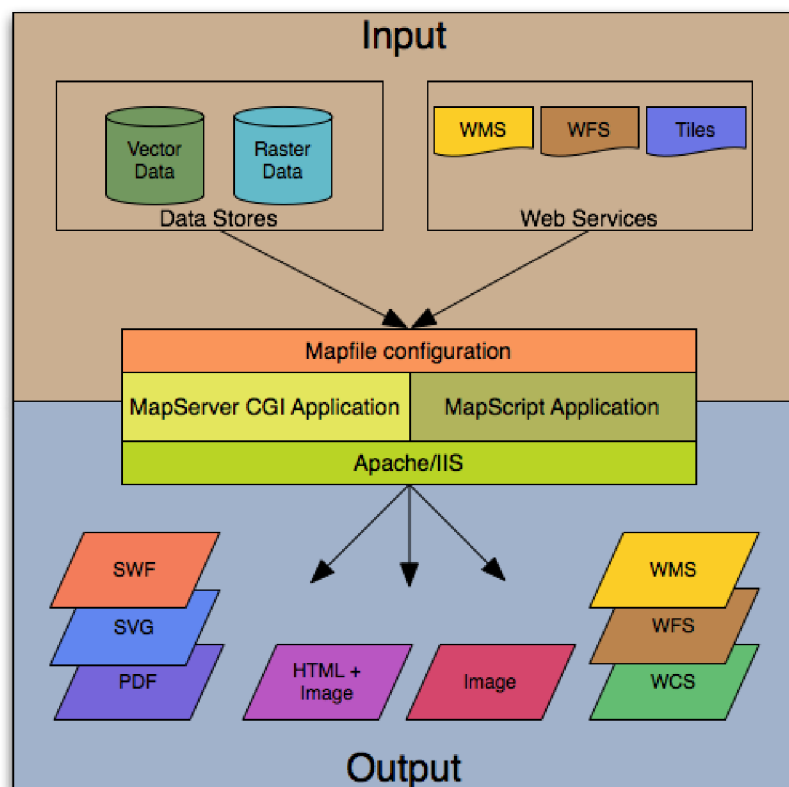 Input
Vector
Data
Raster
Data
Data Stores
WMS
WFS
Tiles
Web Services
Mapfile configuration
MapServer CGI Application
MapScript Application
Apache/IIS
SWF
SVG
PDF
HTML +
Image
Image
WMS
WFS
WCS
Output